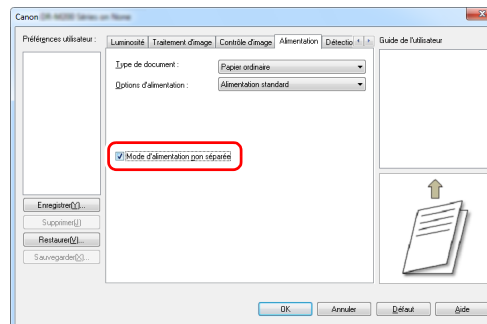 Canon
Préférences utilisateur :
Luminosité Traitement d'image Contrôle d'image Alimentation Détectio
Guide de l'utilisateur
Type de document :
Papier ordinaire
Options d'alimentation :
Alimentation standard
Mode d'alimentation non séparée
Enregistrer(Y)...
Supprimer(J)
Restaurer(V)...
Sauvegarder(X)...
OK Annuler Défaut Aide